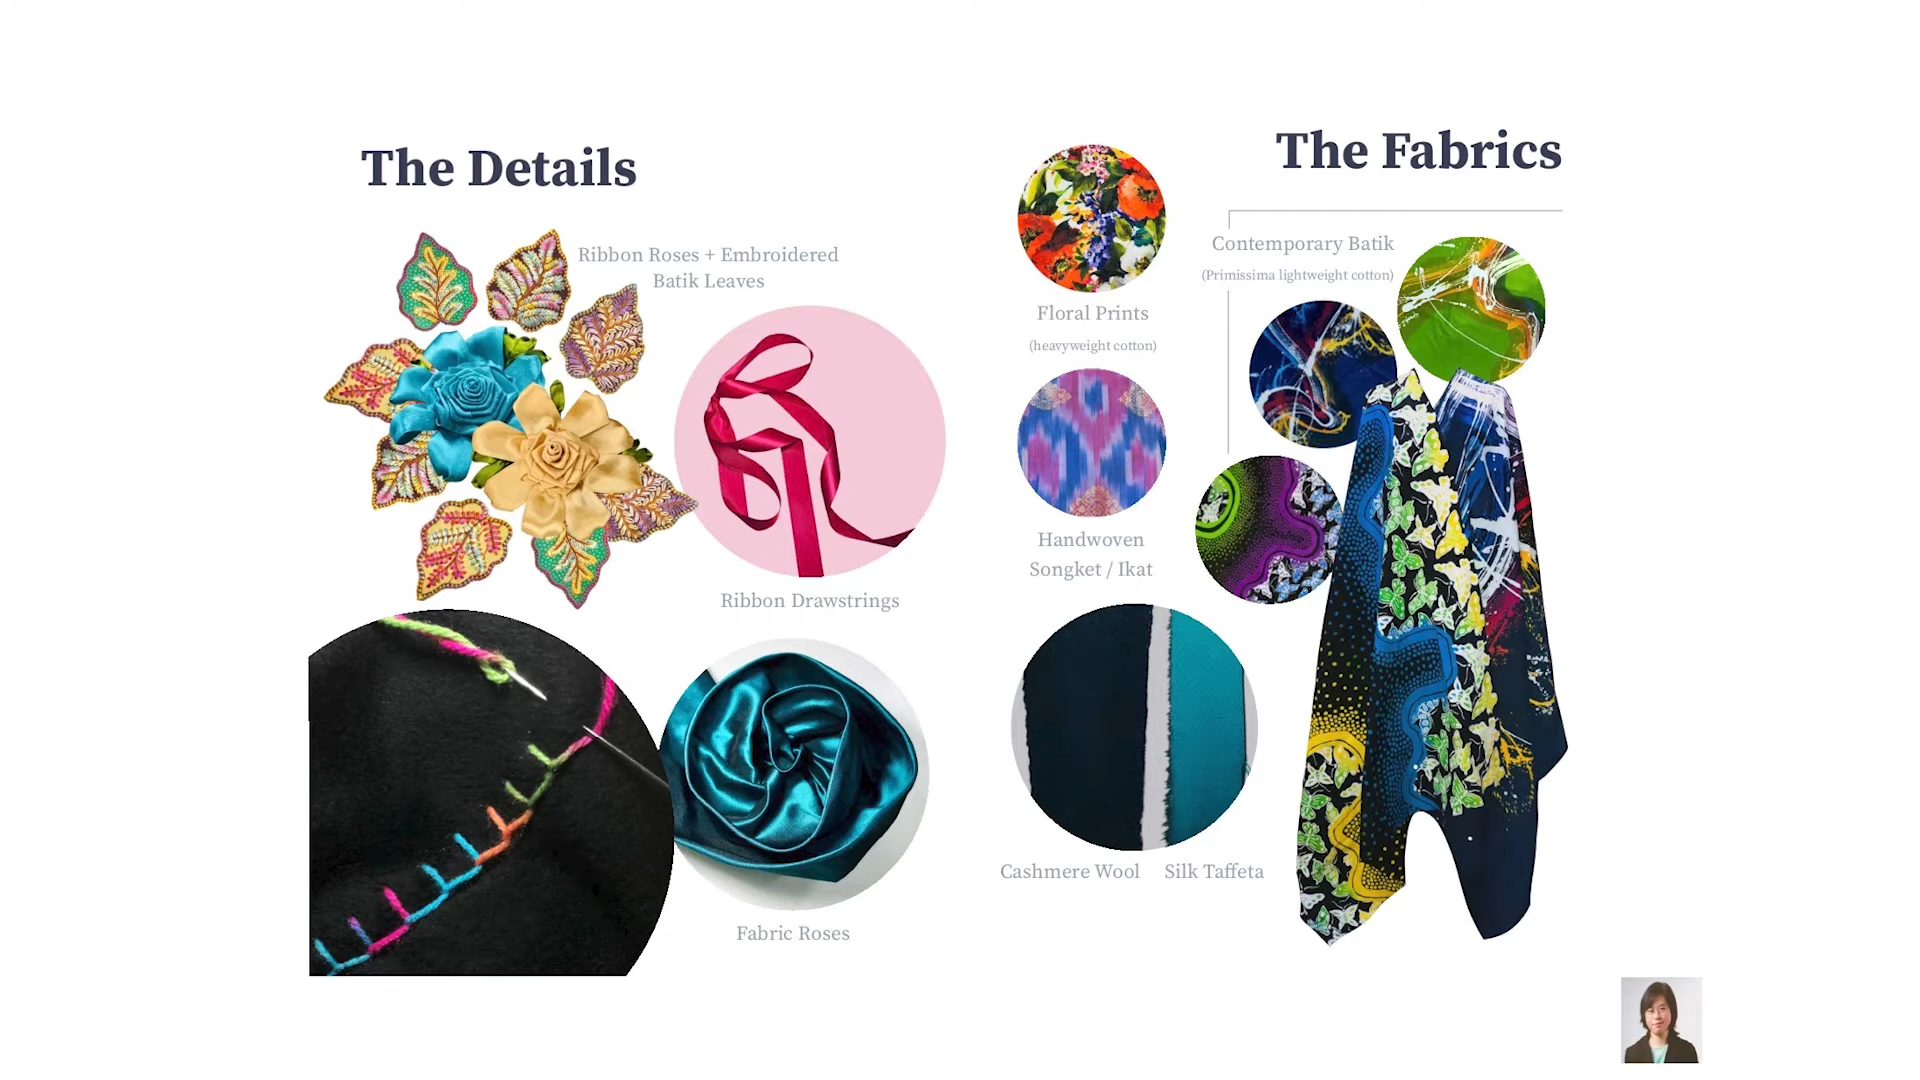 The Details
Ribbon Roses + Embroidered
Batik Leaves
Ribbon Drawstrings
Fabric Roses
The Fabrics
Floral Prints
(heavyweight cotton)
Contemporary Batik
(Primissima lightweight cotton)
Handwoven
Songket / Ikat
Cashmere Wool
Silk Taffeta